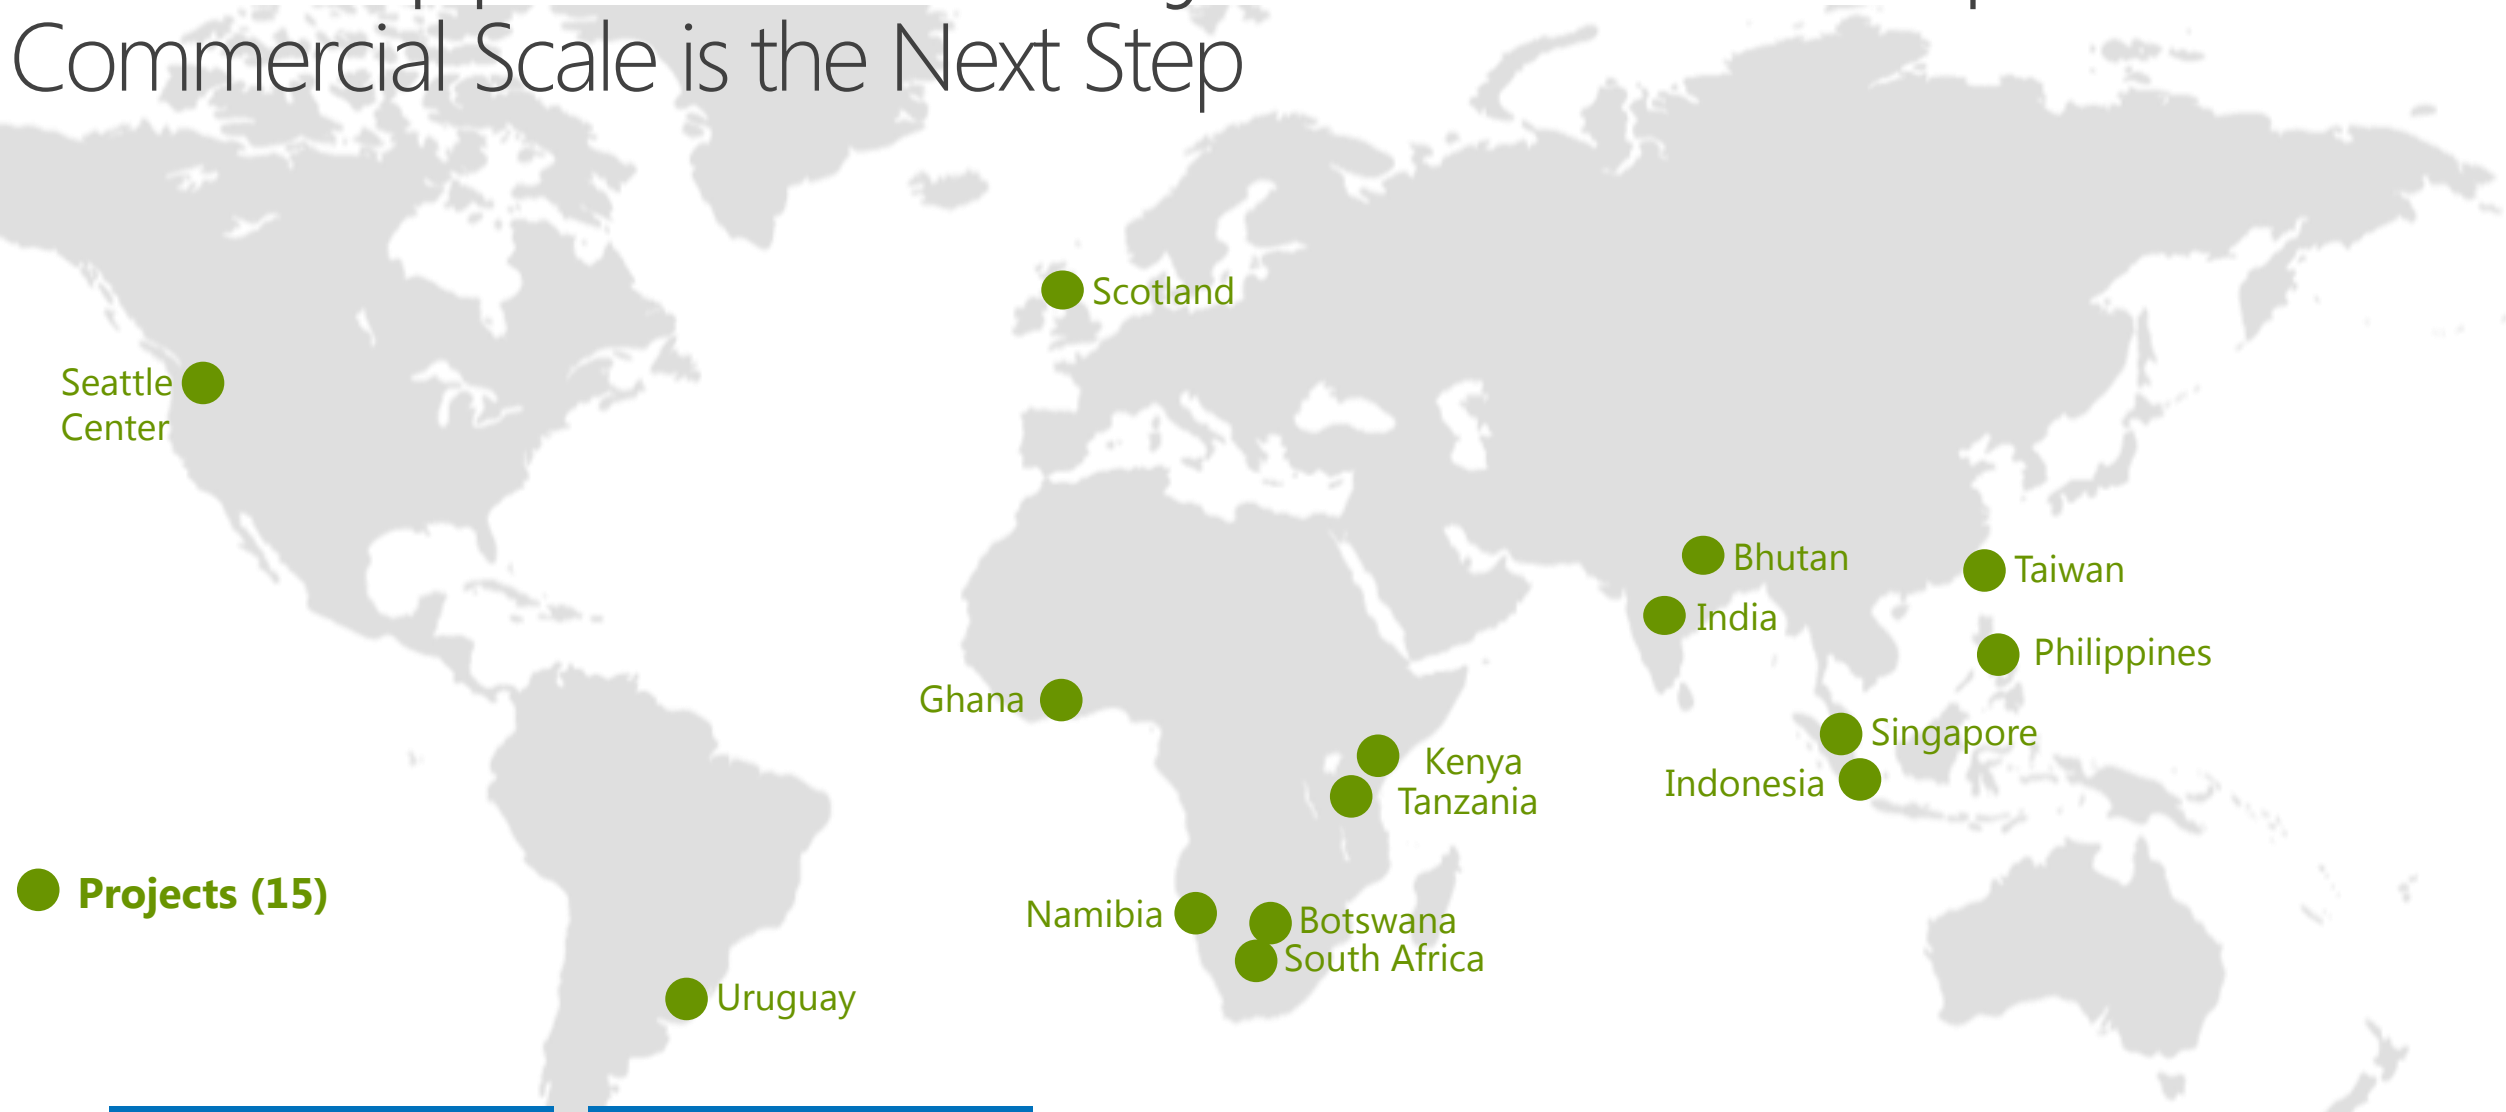 Commercial Scale is the Next Step
Scotland
Seattle
Center
Bhutan
Taiwan
India
Philippines
Ghana
Singapore
Kenya
Indonesia
Tanzania
Projects (15)
Namibia
Botswana
South Africa
Uruguay